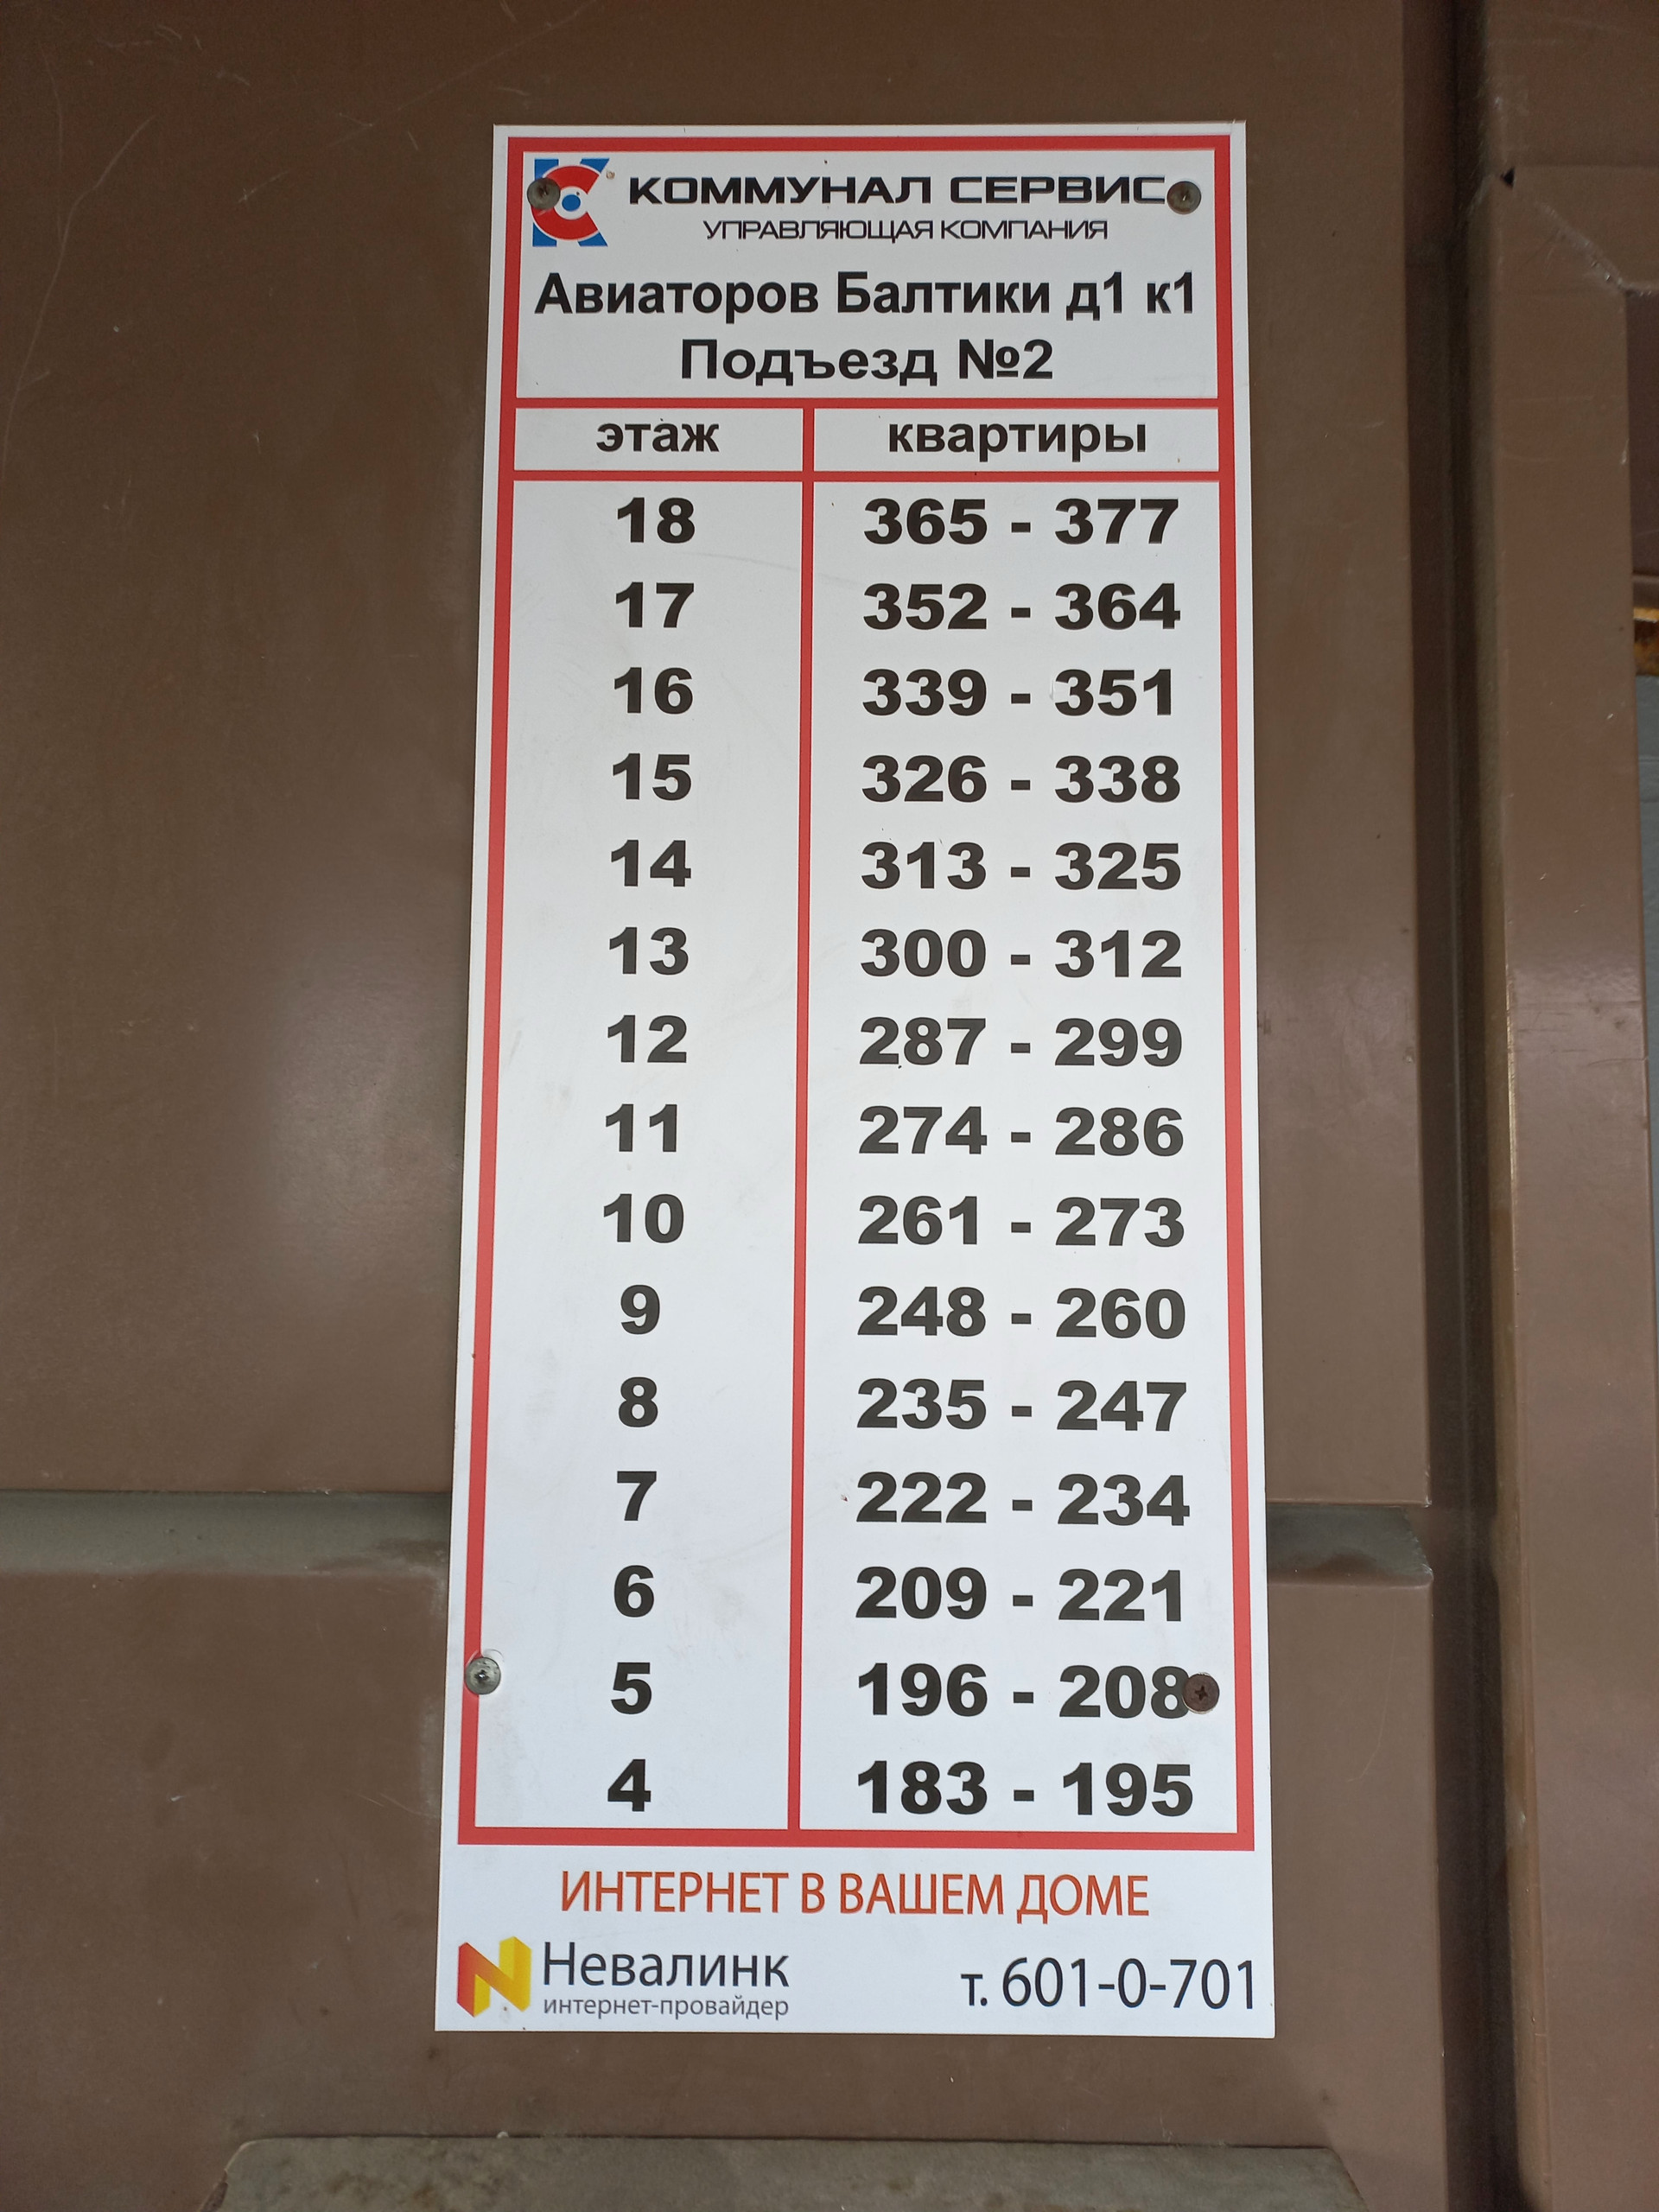 КОММУНАЛ СЕРВИС
УПРАВЛЯЮЩАЯ КОМПАНИЯ
Авиаторов Балтики д1 к1
Подъезд №2
этаж квартиры
18 365 - 377
17 352 - 364
16 339 - 351
15 326 - 338
14 313 - 325
13 300 - 312
12 287 - 299
11 274 - 286
10 261 - 273
9 248 - 260
8 235 - 247
7 222 - 234
6 209 - 221
5 196 - 208
4 183 - 195
ИНТЕРНЕТ В ВАШЕМ ДОМЕ
Невалинк т. 601-0-701
интернет-провайдер